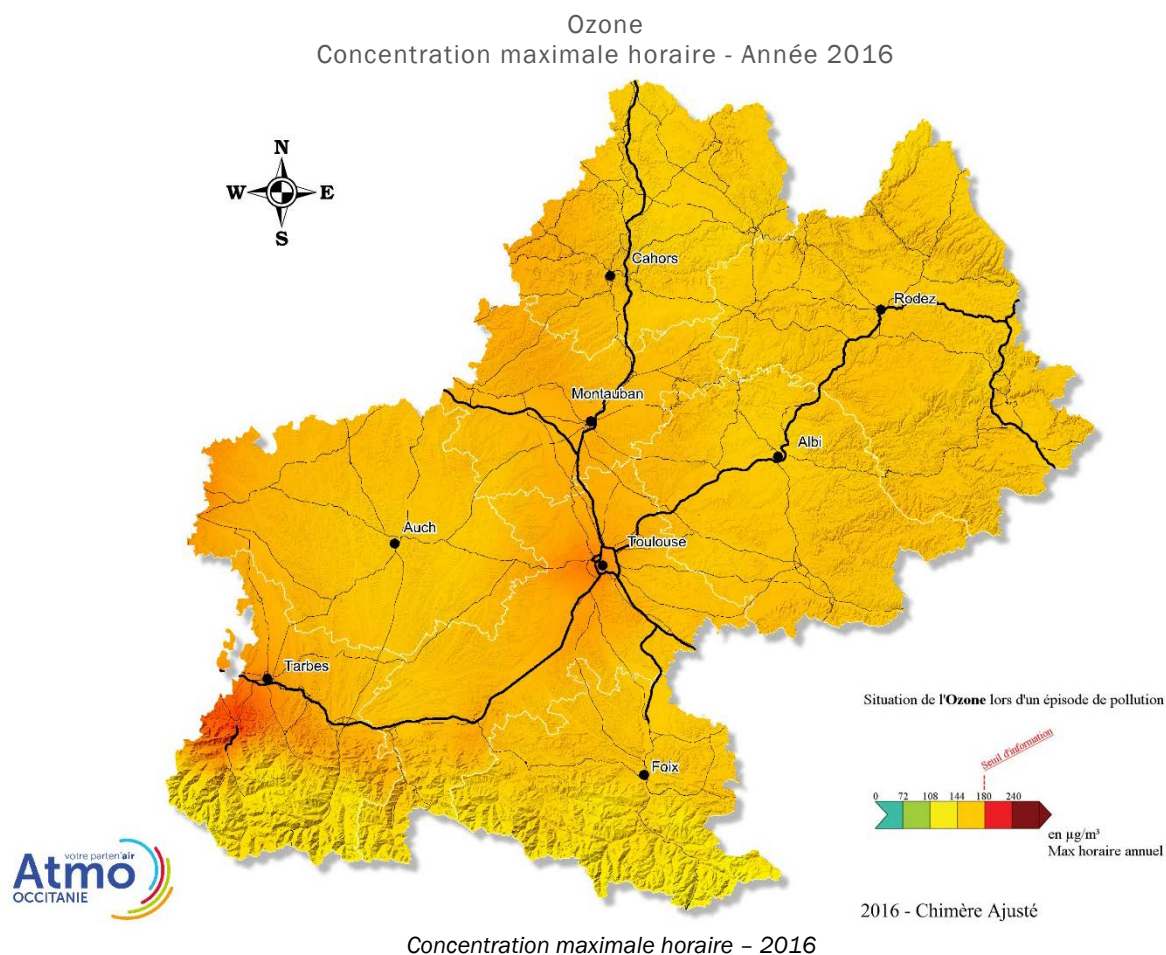 Ozone
Concentration maximale horaire - Année 2016
N
W E
S
Cahors
Rodez
Montauban
Albi
Auch
Toulouse
Tarbes
Foix
Situation de l'Ozone lors d'un épisode de pollution
Seuil d'information
0 72 108 144 180 240
en µg/m³
Max horaire annuel
votre parten'air
Atmo
OCCITANIE
2016 - Chimère Ajusté
Concentration maximale horaire – 2016